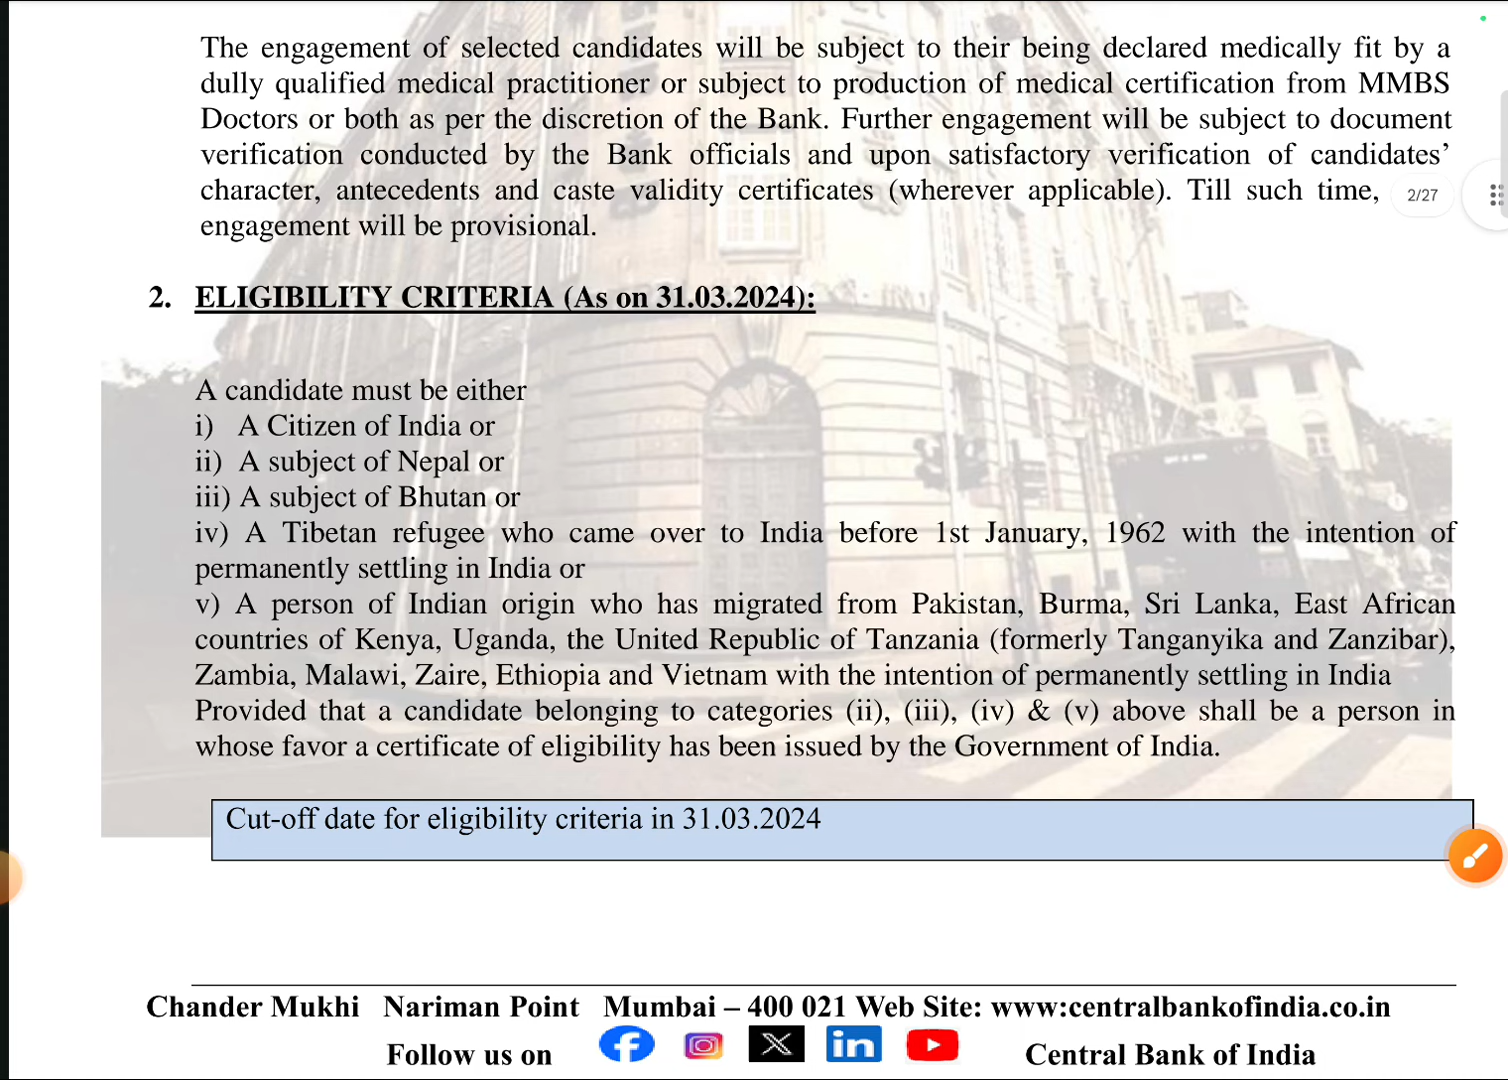 The engagement of selected candidates will be subject to their being declared medically fit by a
dully qualified medical practitioner or subject to production of medical certification from MMBS
Doctors or both as per the discretion of the Bank. Further engagement will be subject to document
verification conducted by the Bank officials and upon satisfactory verification of candidates’
character, antecedents and caste validity certificates (wherever applicable). Till such time,
2/27
engagement will be provisional.
2. ELIGIBILITY CRITERIA (As on 31.03.2024):
A candidate must be either
i) A Citizen of India or
ii) A subject of Nepal or
iii) A subject of Bhutan or
iv) A Tibetan refugee who came over to India before 1st January, 1962 with the intention of
permanently settling in India or
v) A person of Indian origin who has migrated from Pakistan, Burma, Sri Lanka, East African
countries of Kenya, Uganda, the United Republic of Tanzania (formerly Tanganyika and Zanzibar),
Zambia, Malawi, Zaire, Ethiopia and Vietnam with the intention of permanently settling in India
Provided that a candidate belonging to categories (ii), (iii), (iv) & (v) above shall be a person in
whose favor a certificate of eligibility has been issued by the Government of India.
Cut-off date for eligibility criteria in 31.03.2024
Chander Mukhi Nariman Point Mumbai – 400 021 Web Site: www:centralbankofindia.co.in
Follow us on Central Bank of India